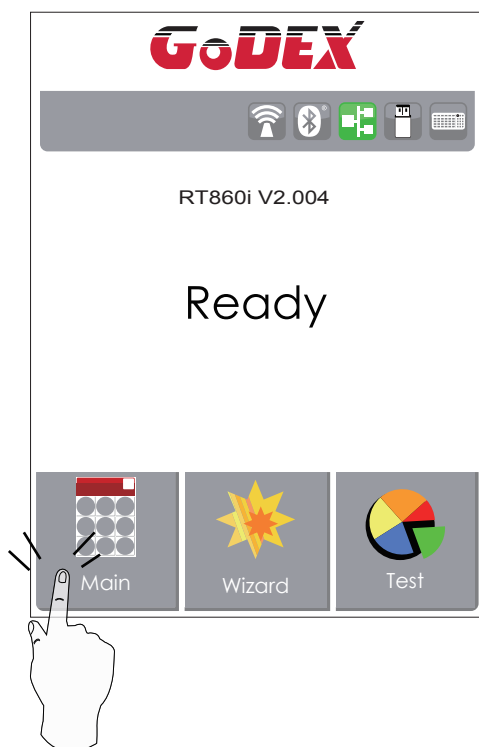 GoDEX
RT860i V2.004
Ready
Main
Wizard
Test